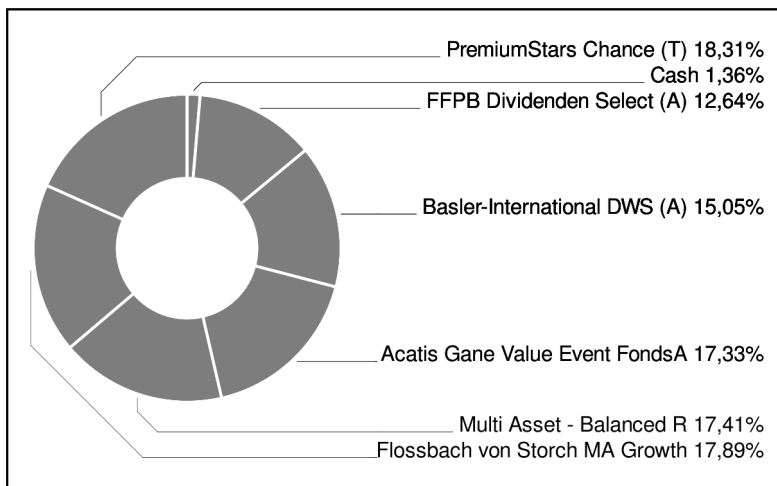 PremiumStars Chance (T) 18,31%
Cash 1,36%
FFPB Dividenden Select (A) 12,64%
Basler-International DWS (A) 15,05%
Acatis Gane Value Event FondsA 17,33%
Multi Asset - Balanced R 17,41%
Flossbach von Storch MA Growth 17,89%